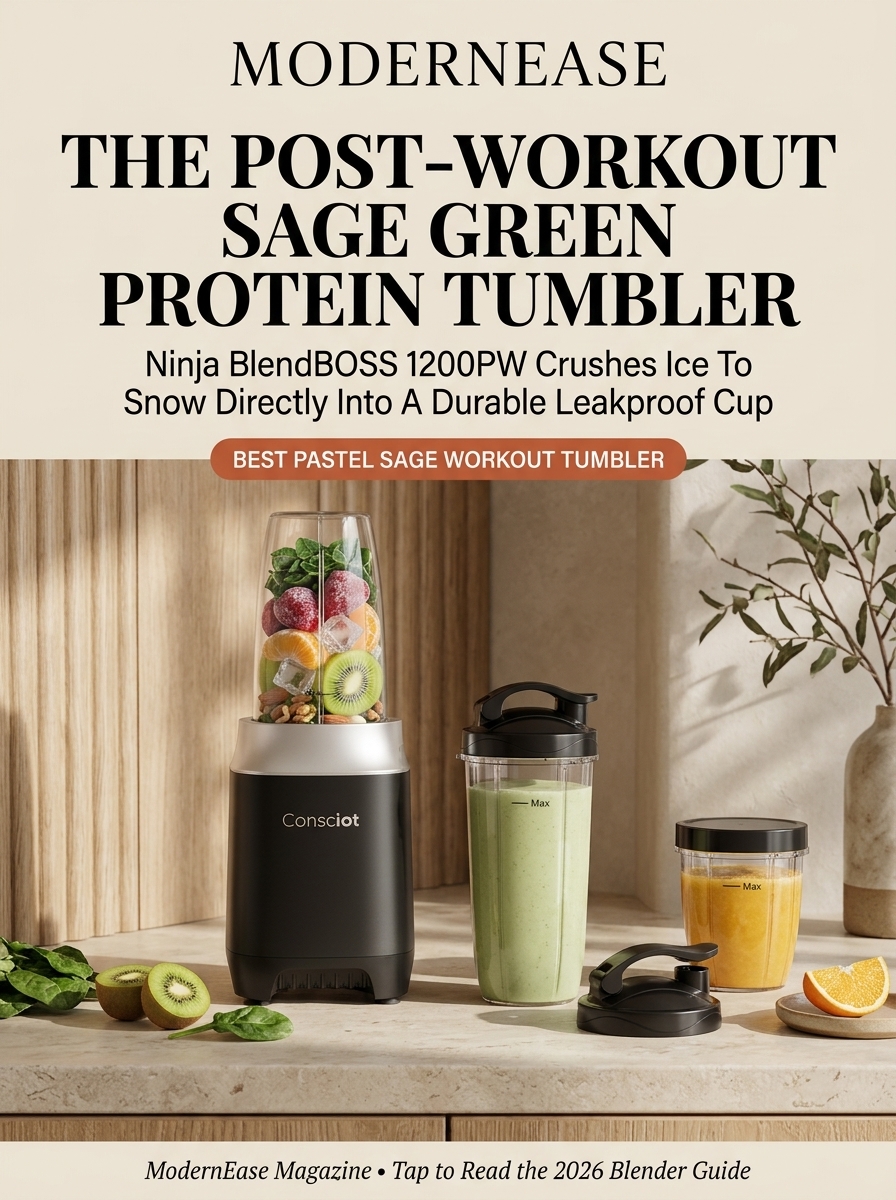 MODERNEASE
THE POST-WORKOUT
SAGE GREEN
PROTEIN TUMBLER
Ninja BlendBOSS 1200PW Crushes Ice To
Snow Directly Into A Durable Leakproof Cup
BEST PASTEL SAGE WORKOUT TUMBLER
Consciot
Max
Max
ModernEase Magazine • Tap to Read the 2026 Blender Guide